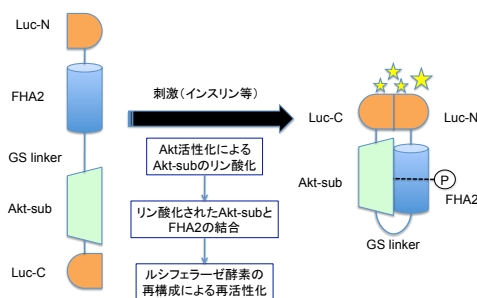 Luc-N
FHA2
GS linker
Akt-sub
Luc-C
刺激(インスリン等)
Akt活性化による
Akt-subのリン酸化
リン酸化されたAkt-subと
FHA2の結合
ルシフェラーゼ酵素の
再構成による再活性化
Luc-C
Luc-N
Akt-sub
P
FHA2
GS linker